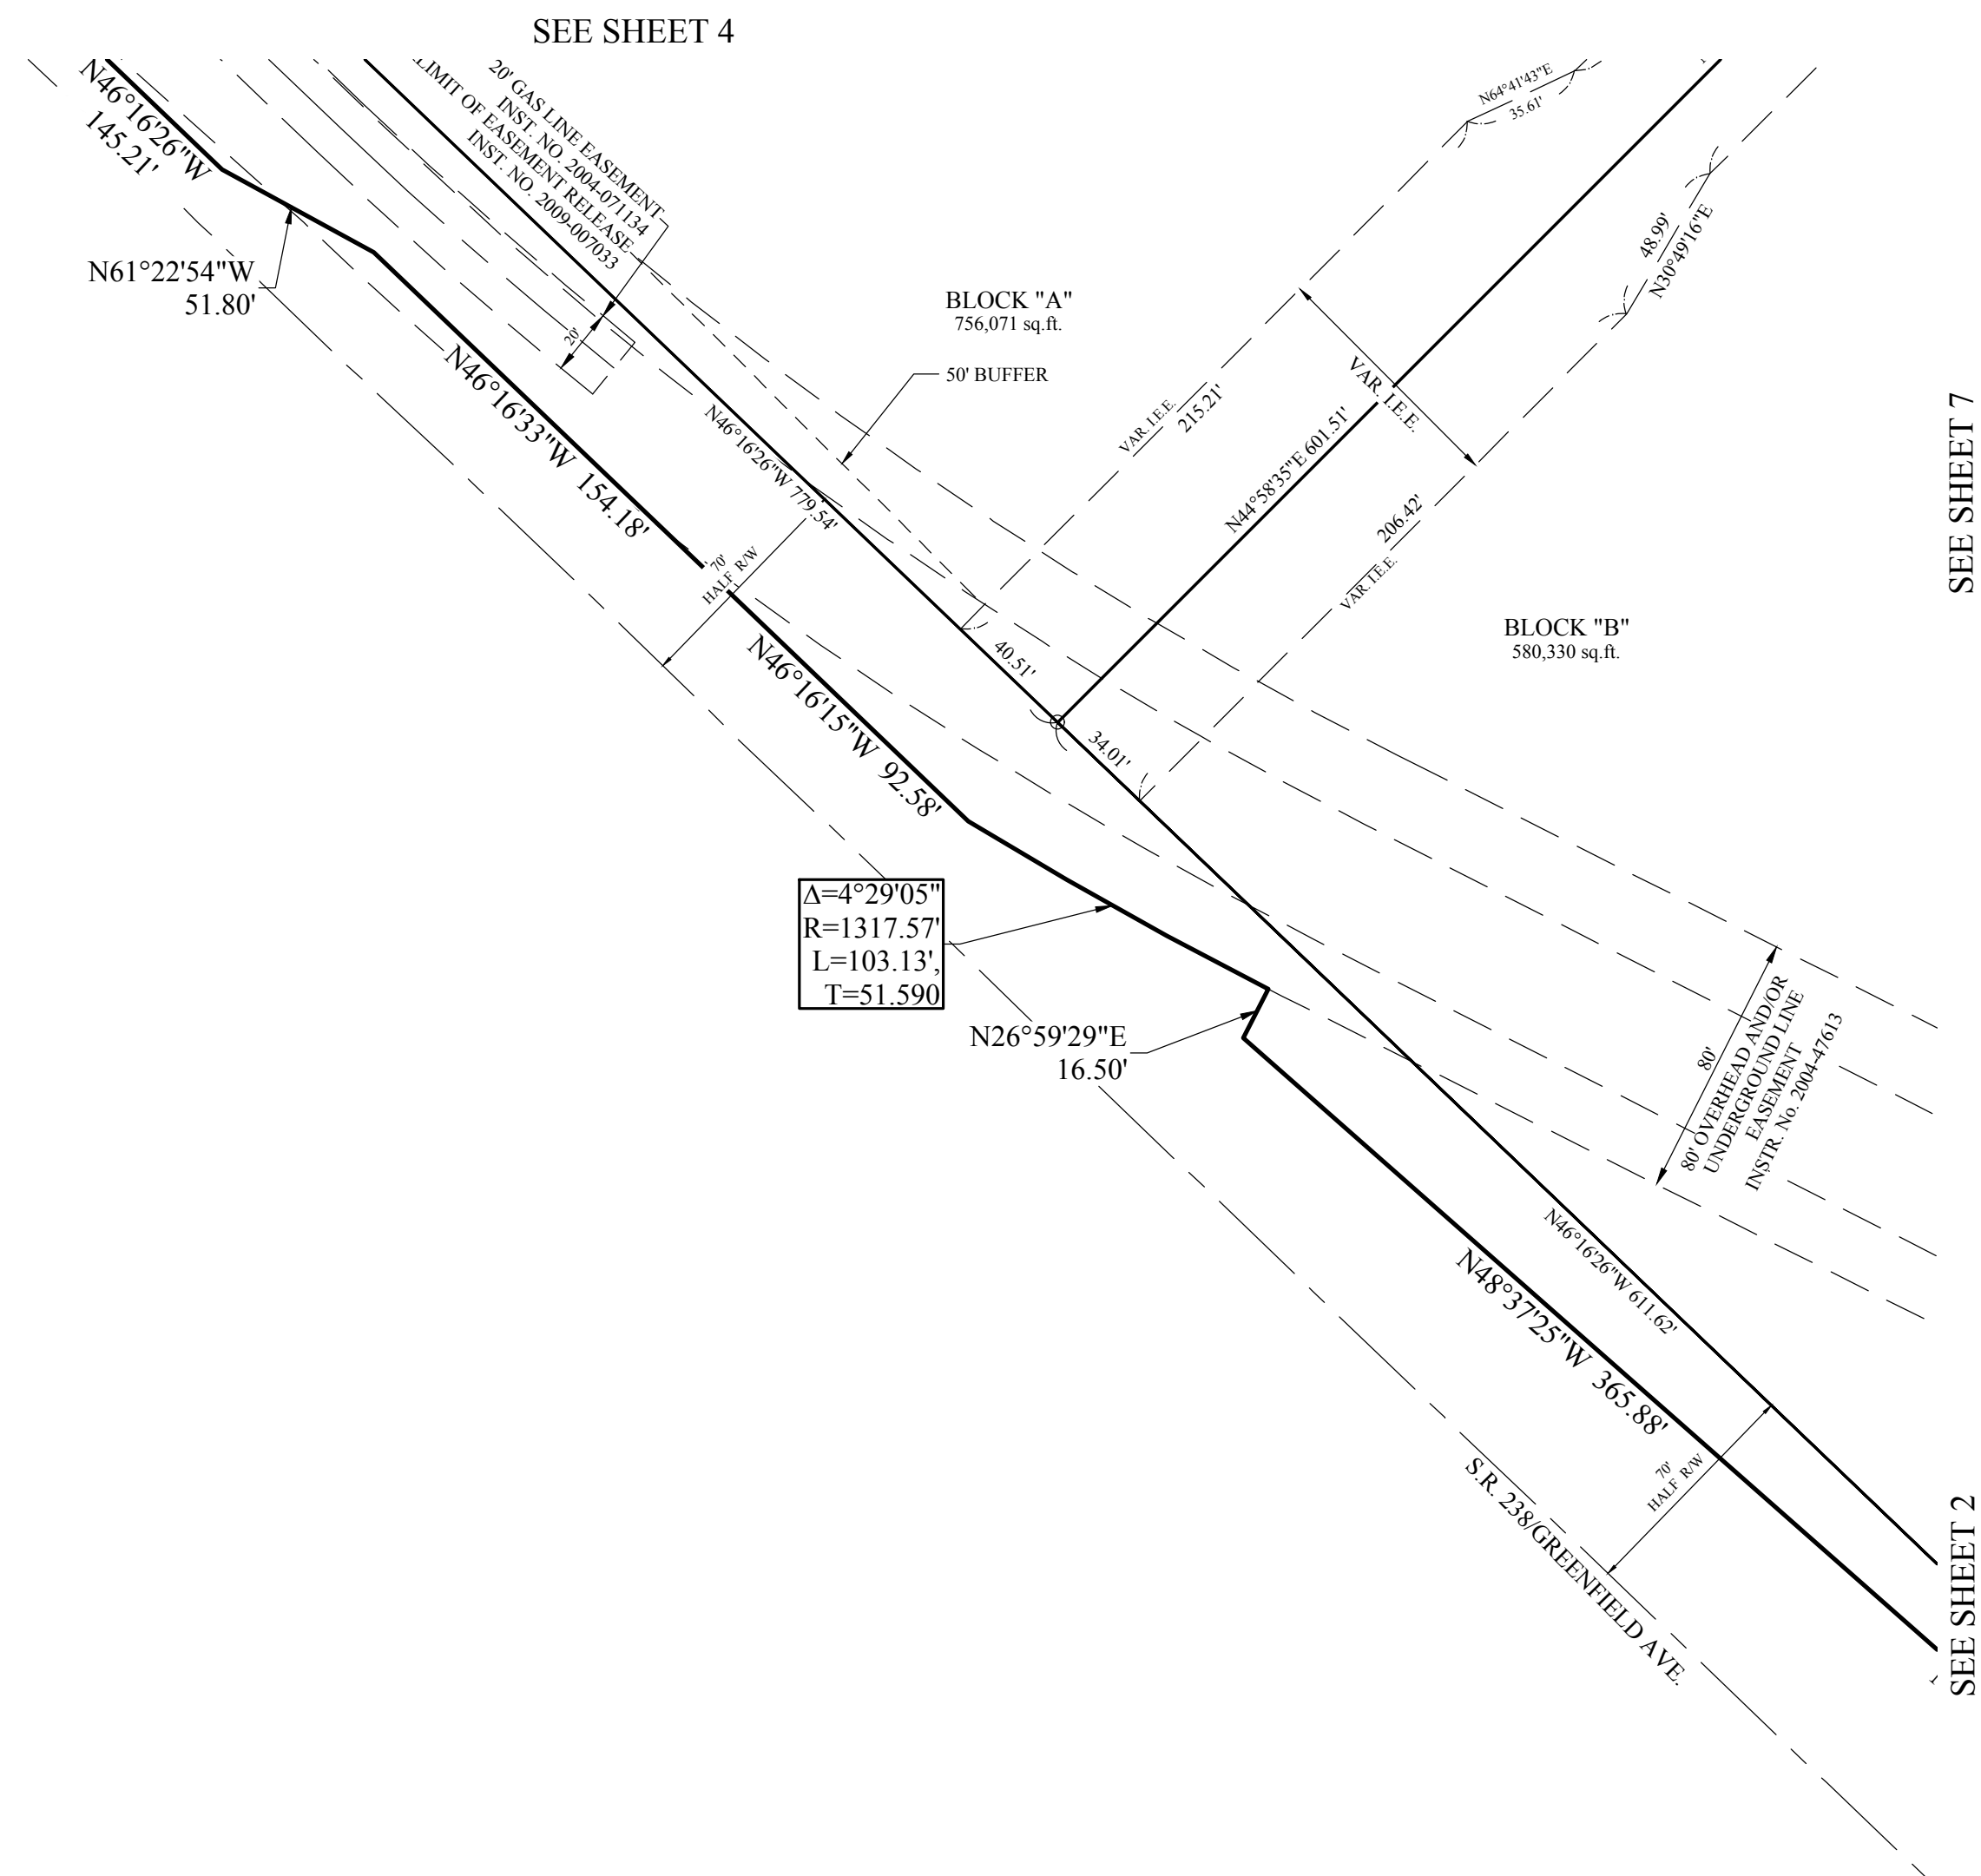 SEE SHEET 4
N46°16'26"W
145.21'
20' GAS LINE EASEMENT
INST. NO. 2004-071134
LIMIT OF EASEMENT RELEASE
INST. NO. 2009-007033
N64°41'43"E
35.61'
48.99'
N30°49'16"E
N61°22'54"W
51.80'
BLOCK "A"
756,071 sq.ft.
20'
50' BUFFER
N46°16'33"W 154.18'
N46°16'26"W 779.54'
VAR. I.E.E.
215.21'
VAR. I.E.E.
N44°58'35"E 601.51'
206.42'
VAR. I.E.E.
SEE SHEET 7
70'
HALF R/W
BLOCK "B"
580,330 sq.ft.
40.51'
N46°16'15"W 92.58'
34.01'
Δ=4°29'05"
R=1317.57'
L=103.13',
T=51.590
N26°59'29"E
16.50'
80'
80' OVERHEAD AND/OR
UNDERGROUND LINE
EASEMENT
INSTR. No. 2004-47613
N46°16'26"W 611.62'
N48°37'25"W 365.88'
70'
HALF R/W
S.R. 238/GREENFIELD AVE.
SEE SHEET 2